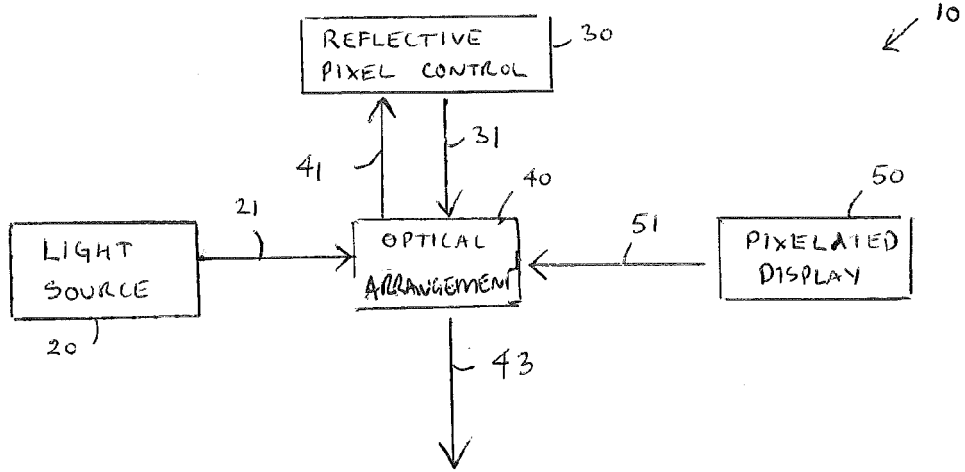 10
REFLECTIVE
PIXEL CONTROL
30
41
31
40
50
21
51
LIGHT
SOURCE
OPTICAL
ARRANGEMENT
PIXELATED
DISPLAY
20
43